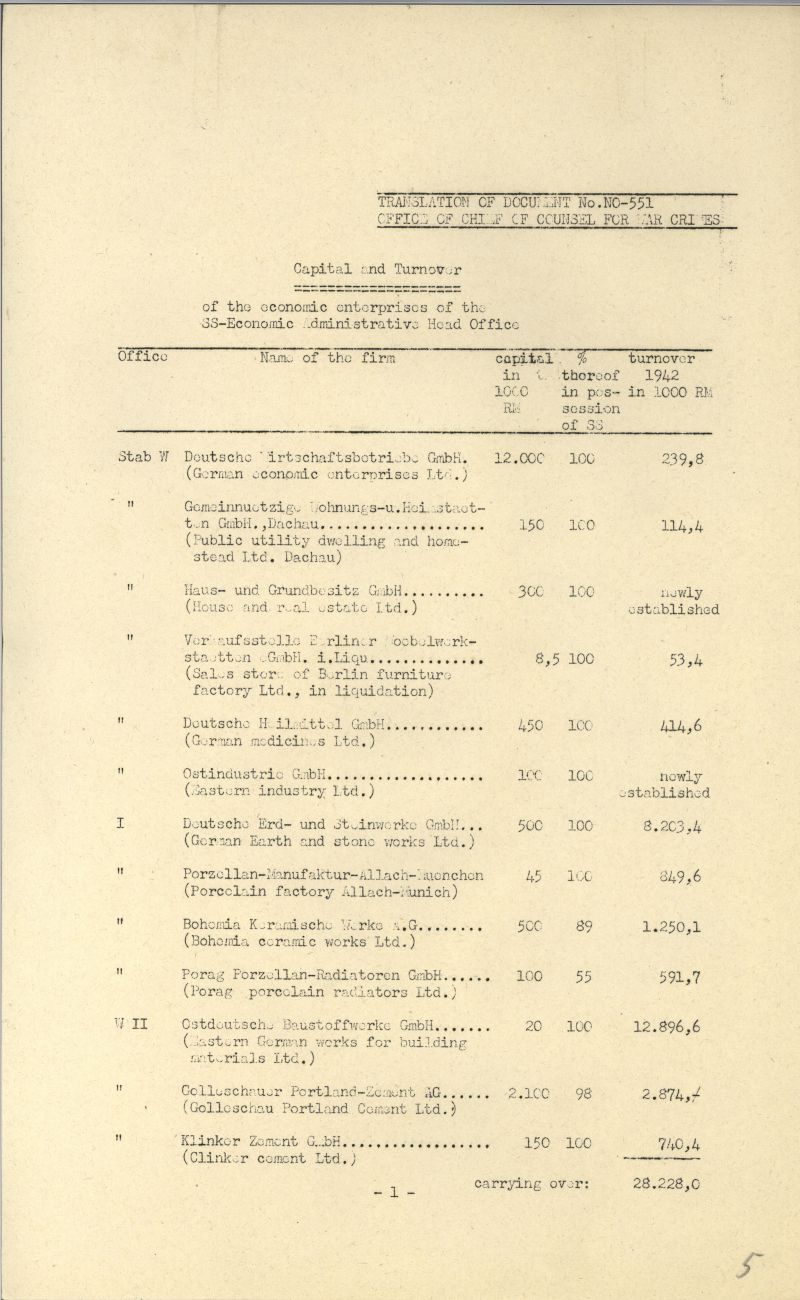 TRANSLATION OF DOCUMENT No.NO-551
OFFICE OF CHIEF OF COUNSEL FOR WAR CRIMES
Capital and Turnover
====================
of the economic enterprises of the
SS-Economic Administrative Head Office
Office Name of the firm capital % turnover
in thereof 1942
1000 in pos- in 1000 RM
RM session
of SS
Stab W Deutsche Wirtschaftsbetriebe GmbH. 12.000 100 239,8
(German economic enterprises Ltd.)
" Gemeinnuetzige Wohnungs-u.Heimstaet-
ten GmbH.,Dachau.................... 150 100 114,4
(Public utility dwelling and home-
stead Ltd. Dachau)
" Haus- und Grundbesitz GmbH.......... 300 100 newly
(House and real estate Ltd.) established
" Verkaufsstelle Berliner Moebelwerk-
staetten eGmbH. i.Liqu.............. 8,5 100 53,4
(Sales store of Berlin furniture
factory Ltd., in liquidation)
" Deutsche Heilmittel GmbH............ 450 100 414,6
(German medicines Ltd.)
" Ostindustrie GmbH................... 100 100 newly
(Eastern industry Ltd.) established
I Deutsche Erd- und Steinwerke GmbH... 500 100 8.203,4
(German Earth and stone works Ltd.)
" Porzellan-Manufaktur-Allach-Muenchen 45 100 849,6
(Porcelain factory Allach-Munich)
" Bohemia Keramische Werke A.G........ 500 89 1.250,1
(Bohemia ceramic works Ltd.)
" Porag Porzellan-Radiatoren GmbH...... 100 55 591,7
(Porag porcelain radiators Ltd.)
W II Ostdeutsche Baustoffwerke GmbH....... 20 100 12.896,6
(Eastern German works for building
materials Ltd.)
" Golleschauer Portland-Zement AG...... 2.100 98 2.874,/
(Golleschau Portland Cement Ltd.)
" Klinker Zement GmbH.................. 150 100 740,4
(Clinker cement Ltd.)
carrying over: 28.228,0
- 1 -
5